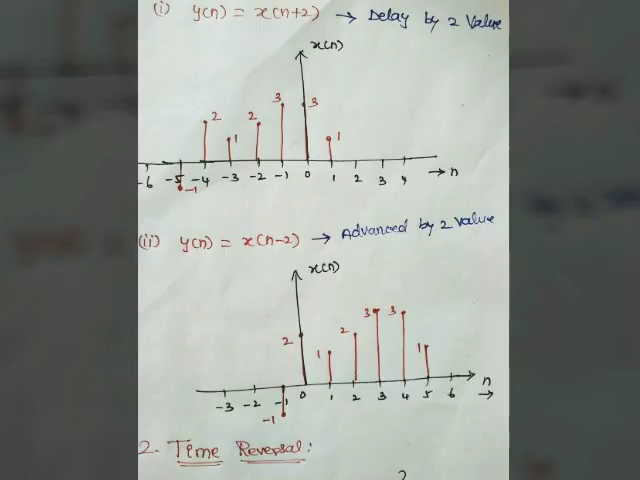 (i) y(n) = x(n+2) → Delay by 2 Value
x(n)
3 3
2 2
1 1
-6 -5 -4 -3 -2 -1 0 1 2 3 4 → n
-1
(ii) y(n) = x(n-2) → Advanced by 2 value
x(n)
3 3
2 2
1 1
-3 -2 -1 0 1 2 3 4 5 6 n →
-1
2. Time Reversal: